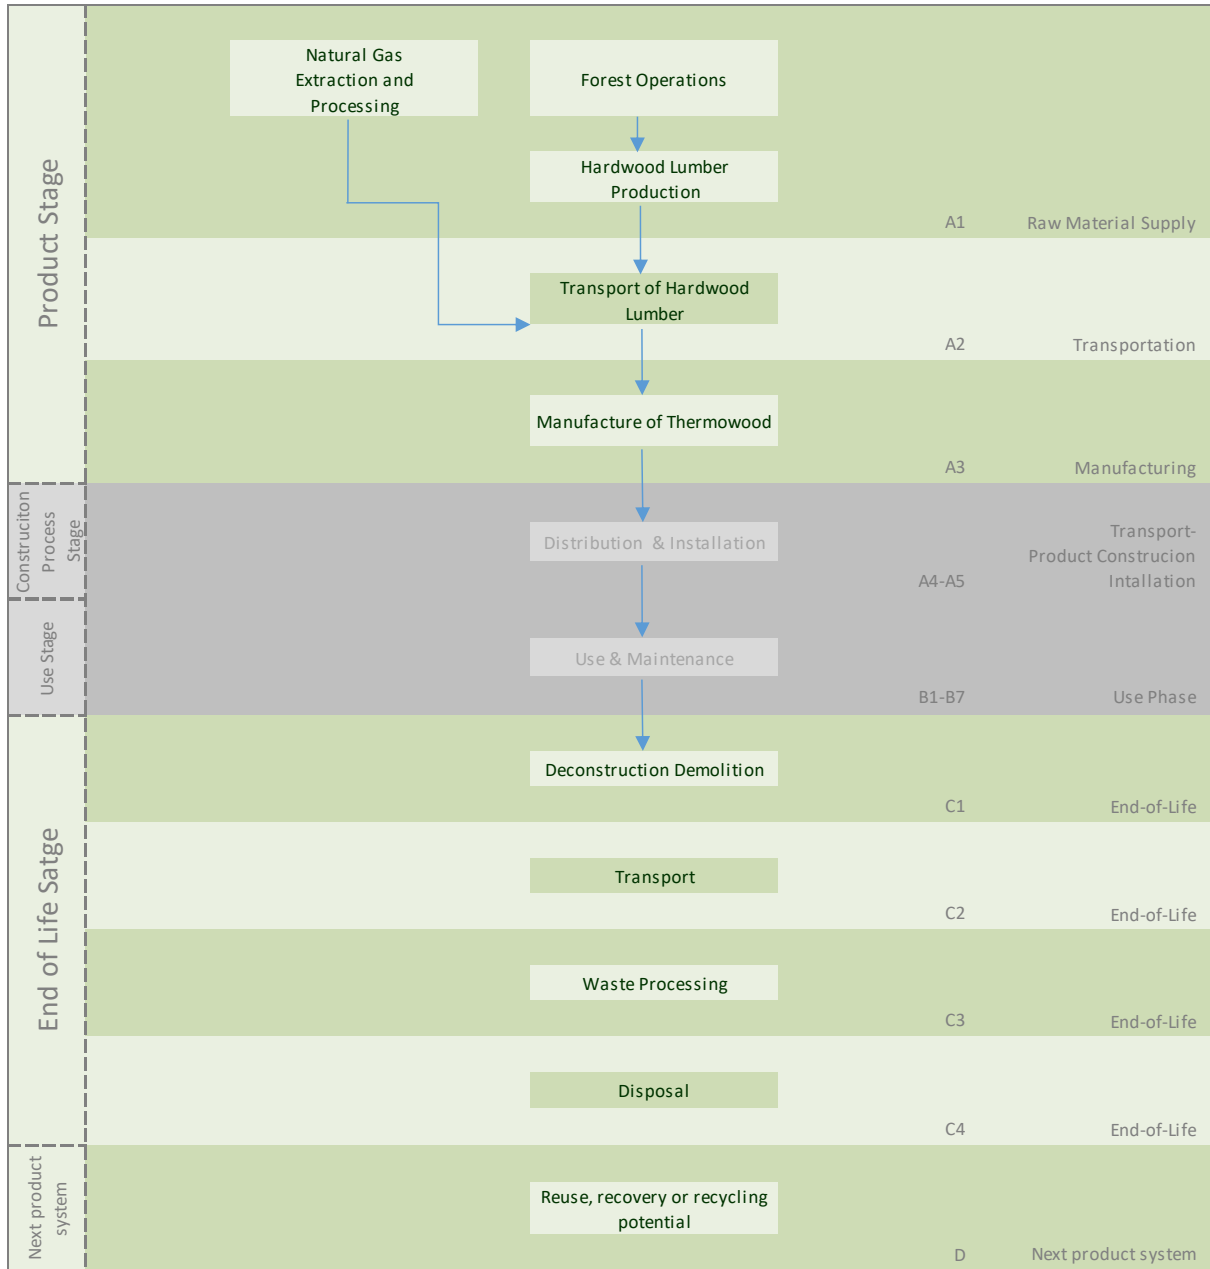 Product Stage
Natural Gas
Extraction and
Processing
Forest Operations
Hardwood Lumber
Production
A1 Raw Material Supply
Transport of Hardwood
Lumber
A2 Transportation
Manufacture of Thermowood
A3 Manufacturing
Construciton
Process
Stage
Distribution & Installation
Transport-
Product Construcion
A4-A5 Intallation
Use Stage
Use & Maintenance
B1-B7 Use Phase
End of Life Satge
Deconstruction Demolition
C1 End-of-Life
Transport
C2 End-of-Life
Waste Processing
C3 End-of-Life
Disposal
C4 End-of-Life
Next product
system
Reuse, recovery or recycling
potential
D Next product system